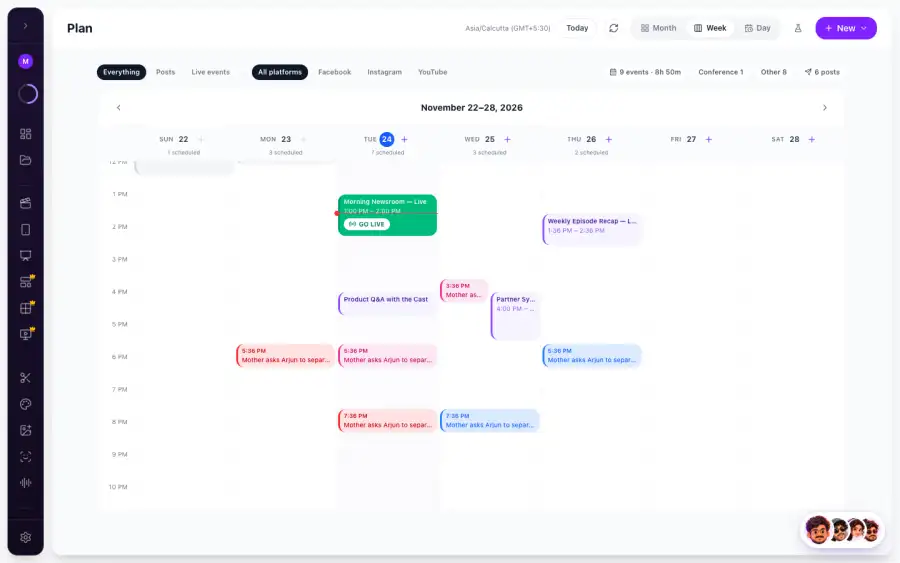 Plan
Asia/Calcutta (GMT+5:30)
Today
Month
Week
Day
+ New
M
Everything
Posts
Live events
All platforms
Facebook
Instagram
YouTube
9 events · 8h 50m
Conference 1
Other 8
6 posts
November 22–28, 2026
SUN 22 +
1 scheduled
MON 23 +
3 scheduled
TUE 24 +
7 scheduled
WED 25 +
3 scheduled
THU 26 +
2 scheduled
FRI 27 +
SAT 28 +
12 PM
1 PM
Morning Newsroom — Live
1:00 PM – 2:00 PM
GO LIVE
Weekly Episode Recap — L...
1:36 PM – 2:36 PM
2 PM
3 PM
3:36 PM
Mother as...
4 PM
Product Q&A with the Cast
Partner Sy...
4:00 PM – ...
5 PM
5:36 PM
Mother asks Arjun to separ...
5:36 PM
Mother asks Arjun to separ...
5:36 PM
Mother asks Arjun to separ...
6 PM
7 PM
7:36 PM
Mother asks Arjun to separ...
7:36 PM
Mother asks Arjun to separ...
8 PM
9 PM
10 PM